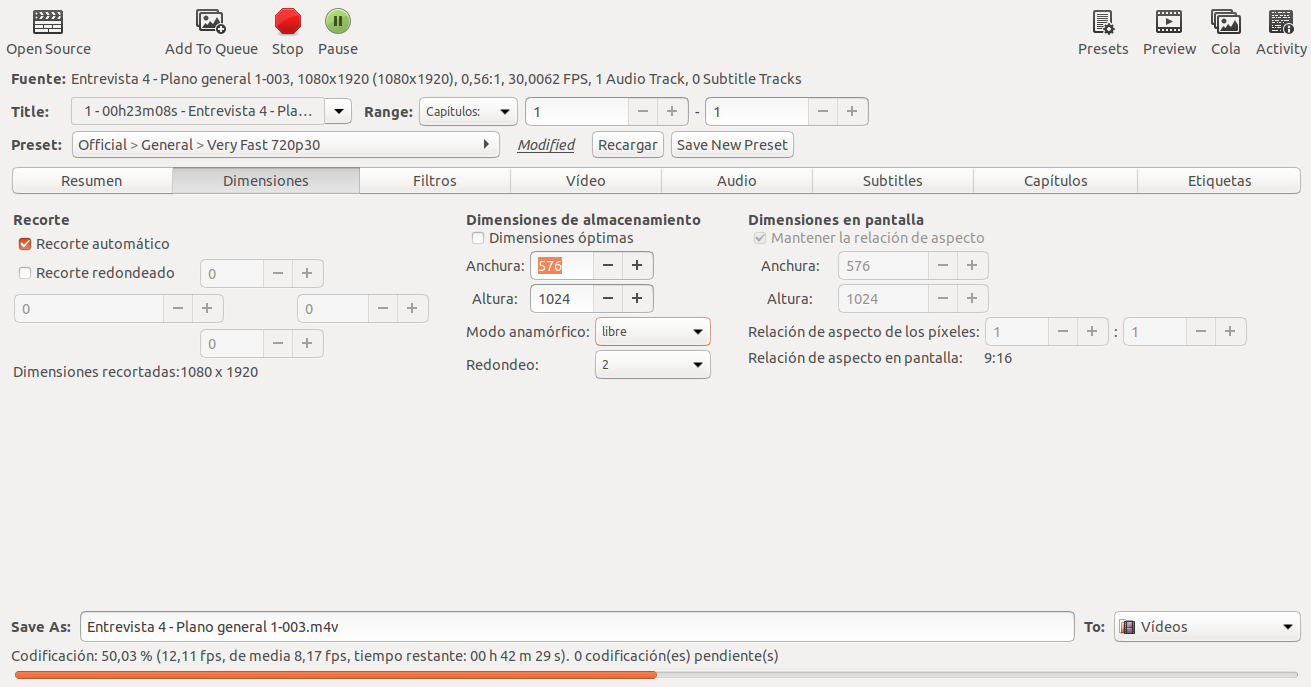 Open Source Add To Queue Stop Pause Presets Preview Cola Activity
Fuente: Entrevista 4 - Plano general 1-003, 1080x1920 (1080x1920), 0,56:1, 30,0062 FPS, 1 Audio Track, 0 Subtitle Tracks
Title: 1 - 00h23m08s - Entrevista 4 - Pla... Range: Capítulos: 1 - 1
Preset: Official > General > Very Fast 720p30 Modified Recargar Save New Preset
Resumen Dimensiones Filtros Vídeo Audio Subtitles Capítulos Etiquetas
Recorte Dimensiones de almacenamiento Dimensiones en pantalla
Recorte automático Dimensiones óptimas Mantener la relación de aspecto
Recorte redondeado 0 Anchura: 576 Anchura: 576
0 0 Altura: 1024 Altura: 1024
0 Modo anamórfico: libre Relación de aspecto de los píxeles: 1 : 1
Dimensiones recortadas:1080 x 1920 Redondeo: 2 Relación de aspecto en pantalla: 9:16
Save As: Entrevista 4 - Plano general 1-003.m4v To: Vídeos
Codificación: 50,03 % (12,11 fps, de media 8,17 fps, tiempo restante: 00 h 42 m 29 s). 0 codificación(es) pendiente(s)